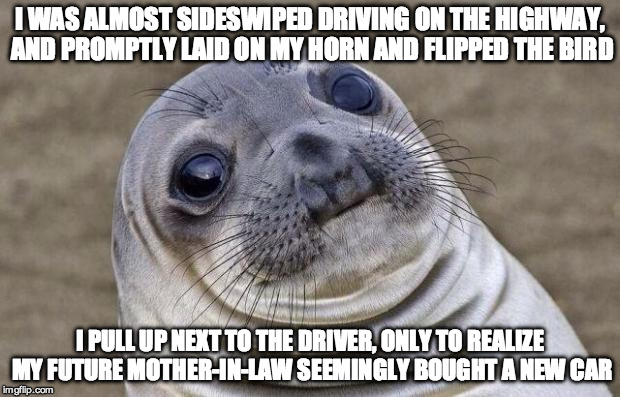 I WAS ALMOST SIDESWIPED DRIVING ON THE HIGHWAY,
AND PROMPTLY LAID ON MY HORN AND FLIPPED THE BIRD
I PULL UP NEXT TO THE DRIVER, ONLY TO REALIZE
MY FUTURE MOTHER-IN-LAW SEEMINGLY BOUGHT A NEW CAR
imgflip.com